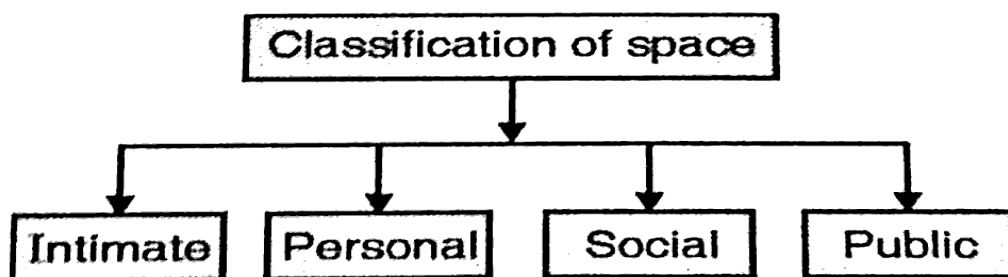 Classification of space
Intimate
Personal
Social
Public